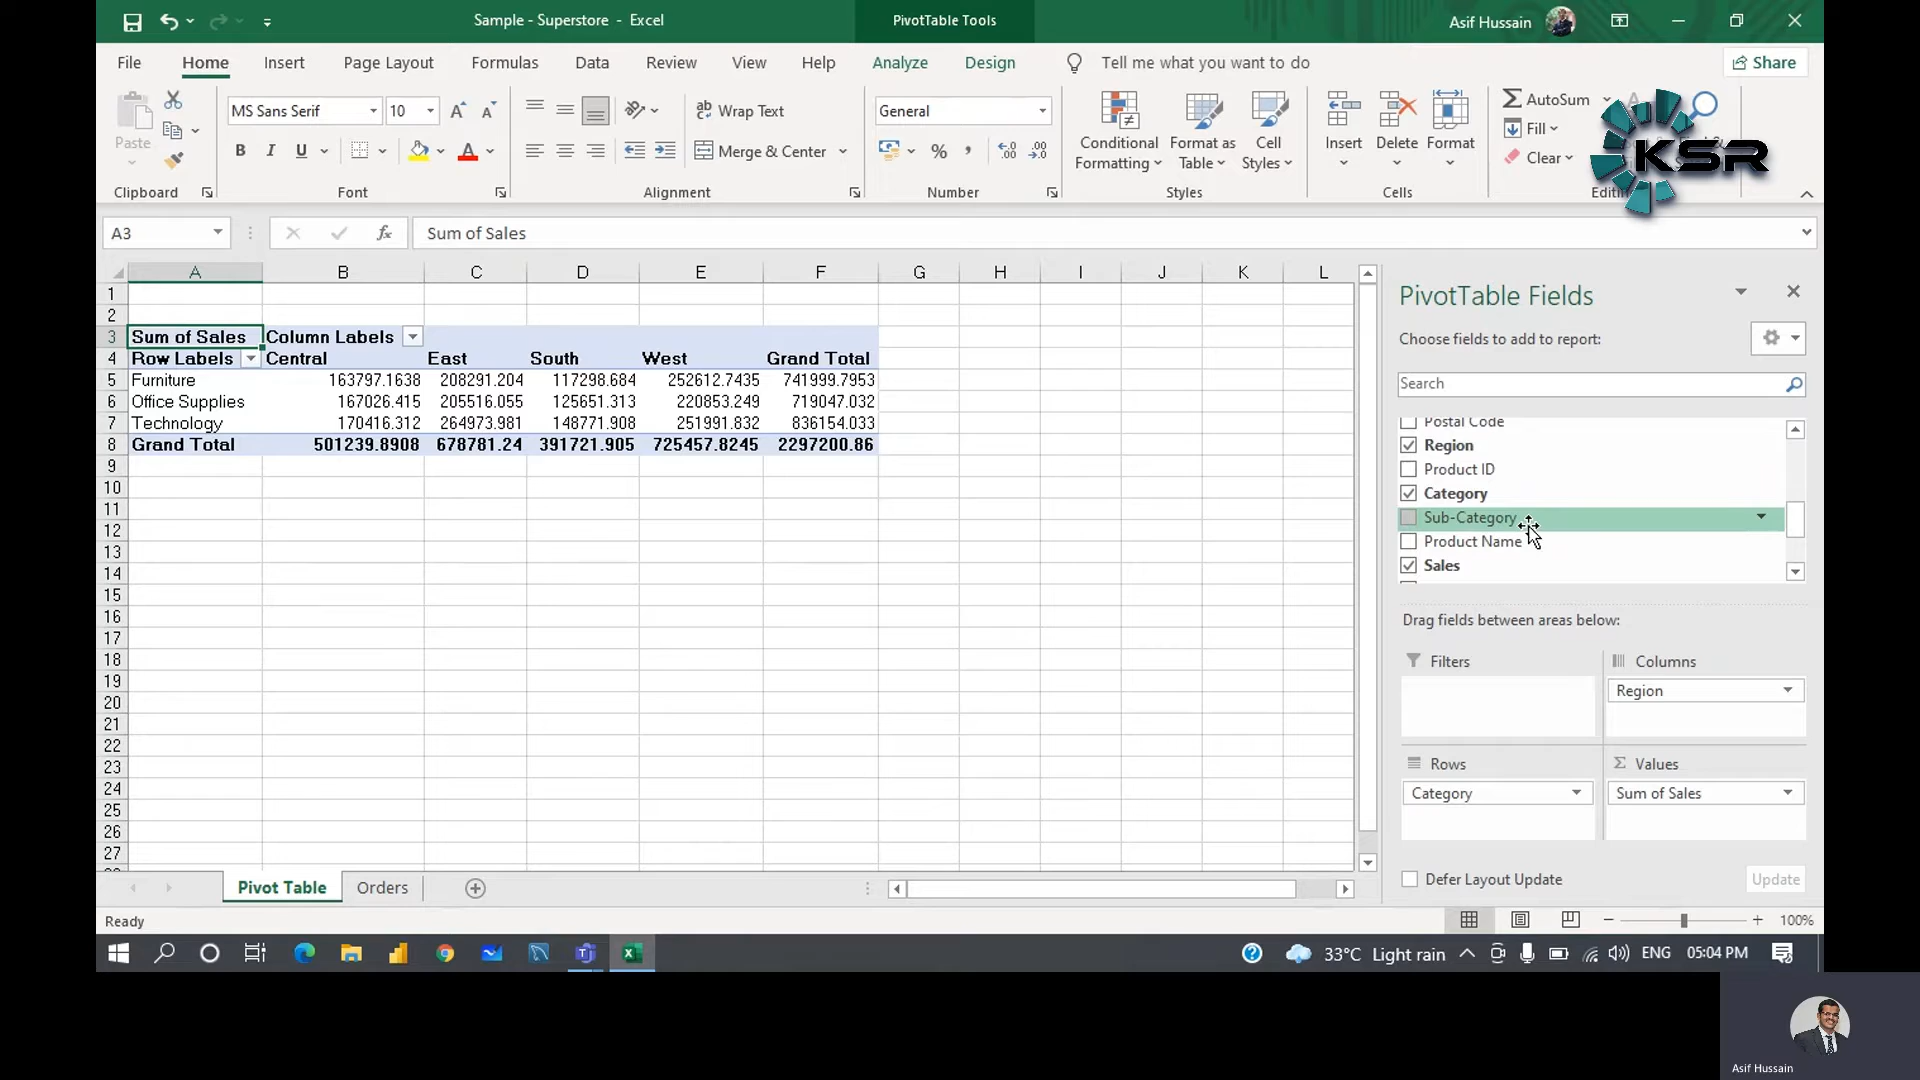 Sample - Superstore - Excel
PivotTable Tools
Asif Hussain
File Home Insert Page Layout Formulas Data Review View Help Analyze Design Tell me what you want to do Share
Paste
MS Sans Serif 10
B I U
Wrap Text
Merge & Center
General
% ,
Conditional Formatting
Format as Table
Cell Styles
Insert
Delete
Format
AutoSum
Fill
Clear
KSR
Clipboard Font Alignment Number Styles Cells
A3 fx Sum of Sales
A B C D E F G H I J K L
1
2
3 Sum of Sales Column Labels
4 Row Labels Central East South West Grand Total
5 Furniture 163797.1638 208291.204 117298.684 252612.7435 741999.7953
6 Office Supplies 167026.415 205516.055 125651.313 220853.249 719047.032
7 Technology 170416.312 264973.981 148771.908 251991.832 836154.033
8 Grand Total 501239.8908 678781.24 391721.905 725457.8245 2297200.86
9
10
11
12
13
14
15
16
17
18
19
20
21
22
23
24
25
26
27
PivotTable Fields
Choose fields to add to report:
Search
Postal Code
Region
Product ID
Category
Sub-Category
Product Name
Sales
Drag fields between areas below:
Filters
Columns
Region
Rows
Values
Category
Sum of Sales
Defer Layout Update Update
Pivot Table Orders
Ready
100%
33°C Light rain ENG 05:04 PM
Asif Hussain